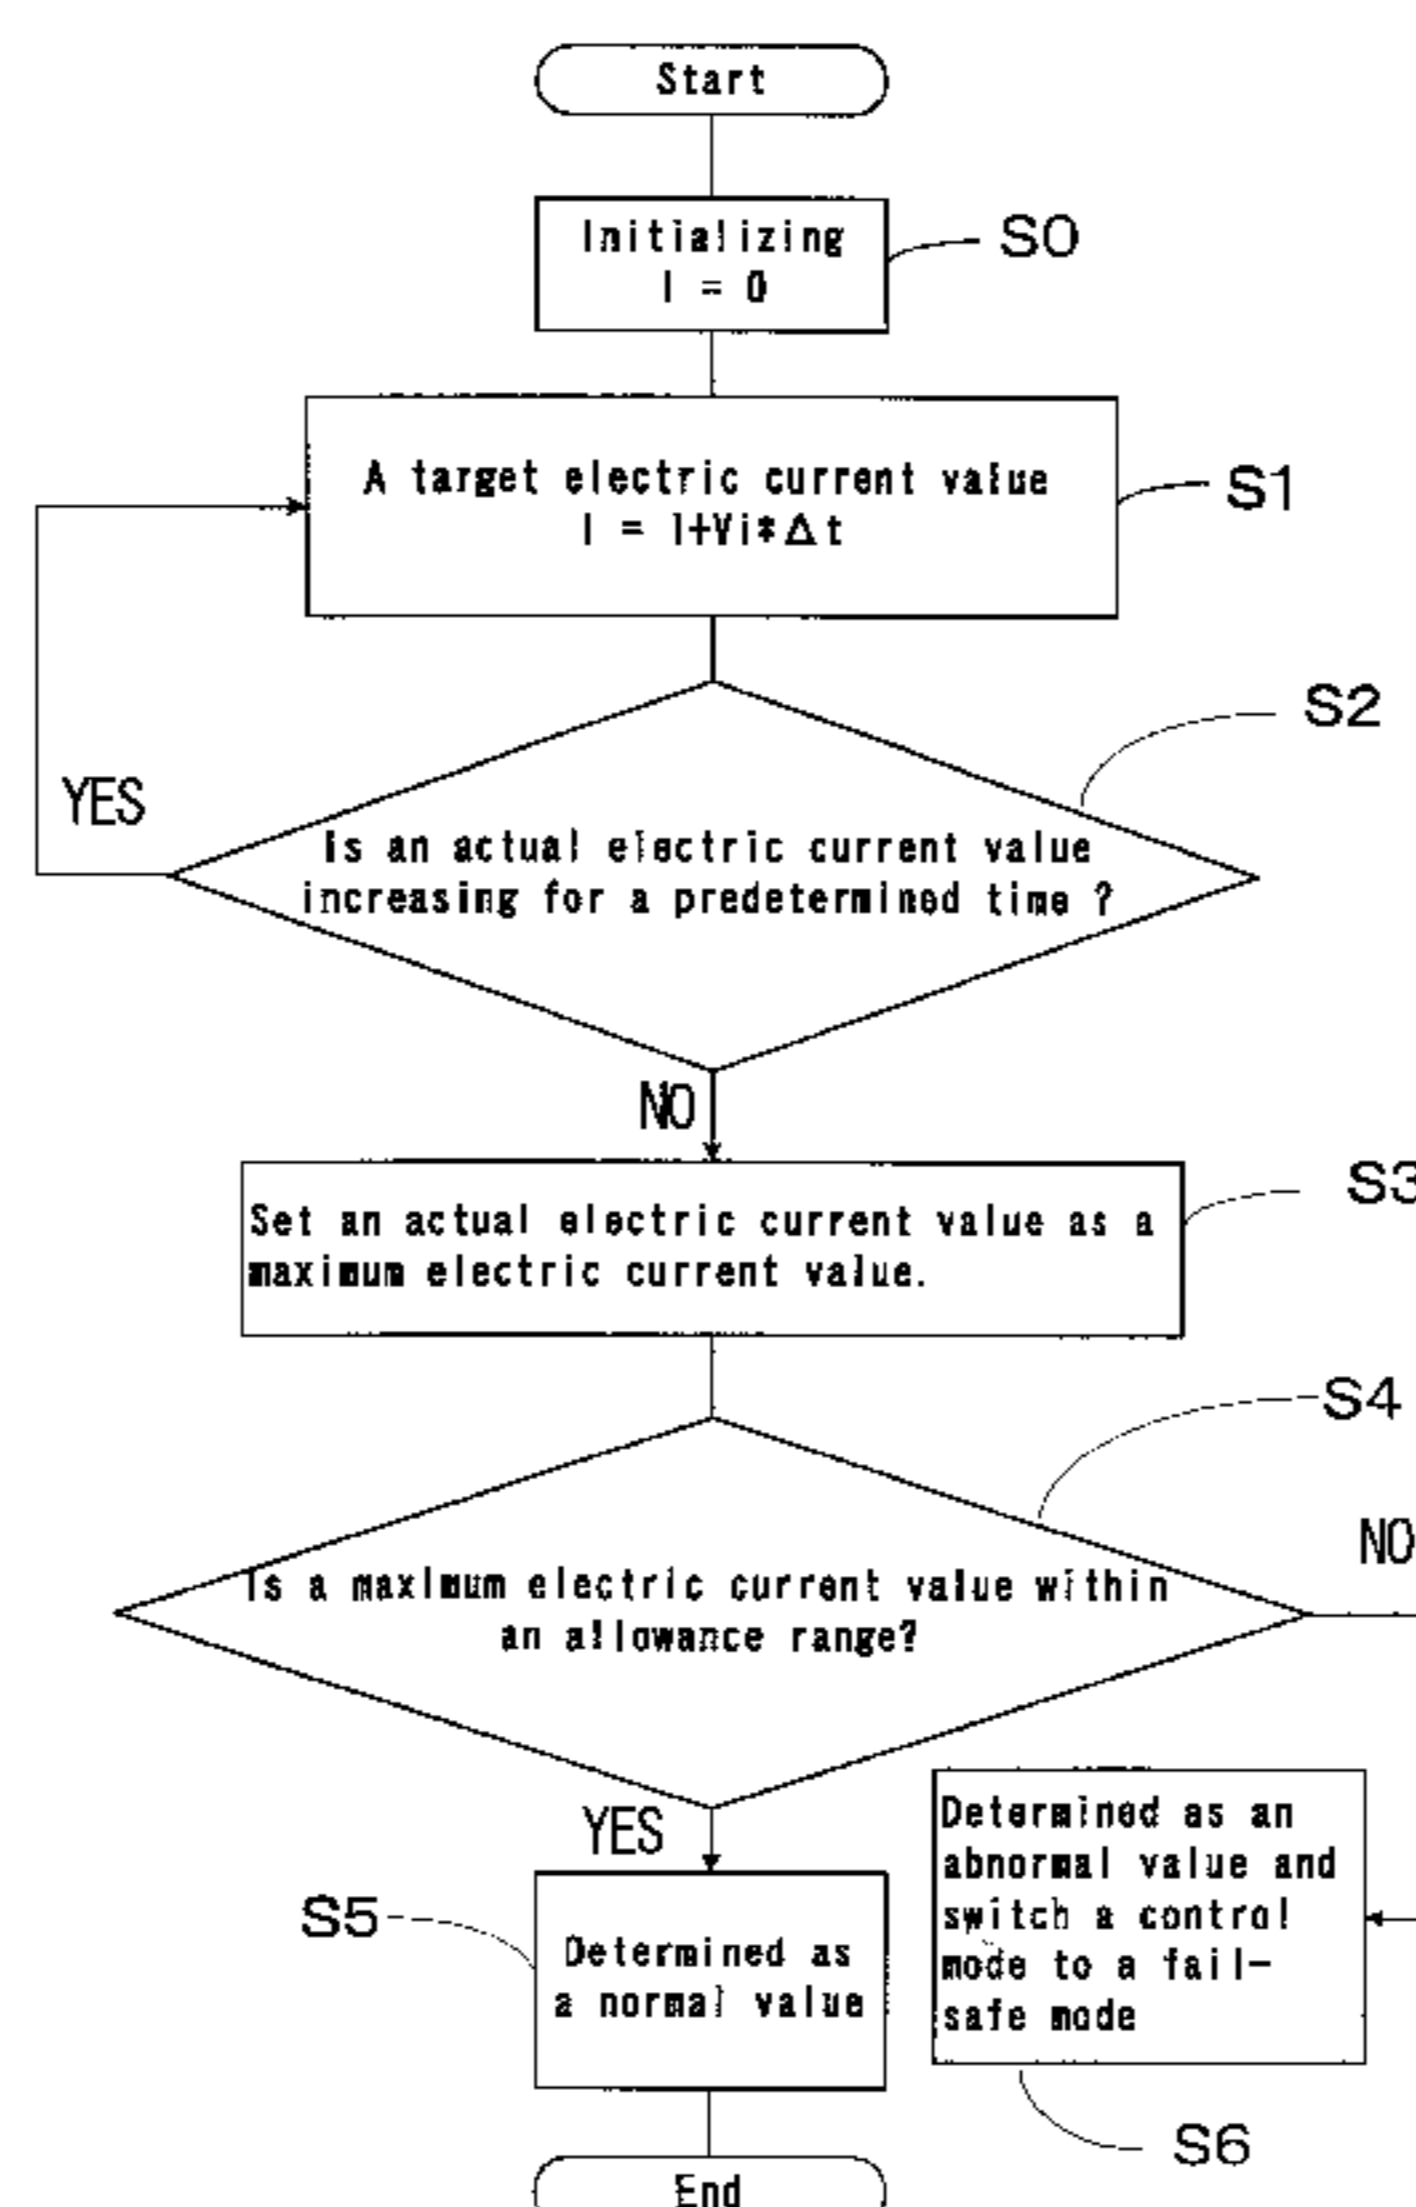 Start
Initializing
I = 0
S0
A target electric current value
I = I+Vi*Δt
S1
S2
YES
Is an actual electric current value
increasing for a predetermined time ?
NO
S3
Set an actual electric current value as a
maximum electric current value.
S4
NO
Is a maximum electric current value within
an allowance range?
YES
S5
Determined as
a normal value
Determined as an
abnormal value and
switch a control
mode to a fail-
safe mode
S6
End